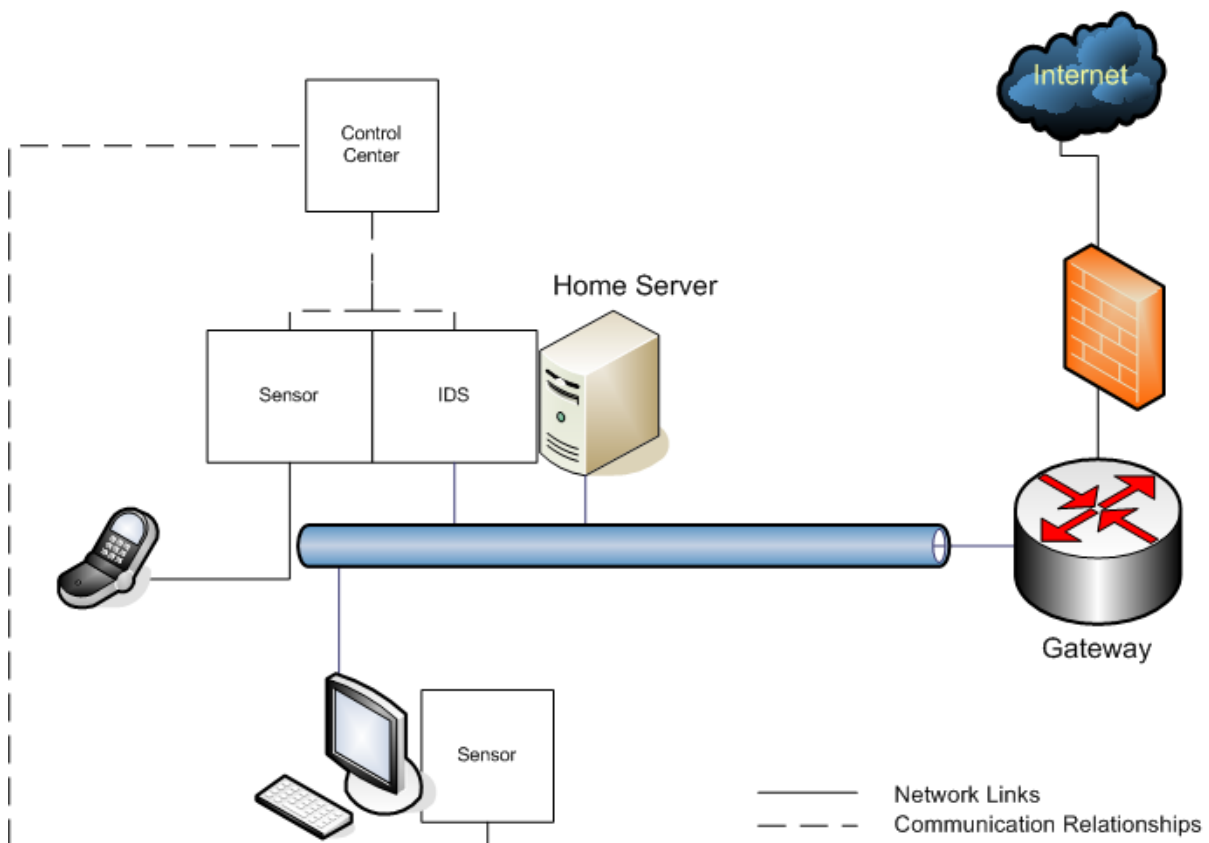 Internet
Control
Center
Home Server
Sensor
IDS
Gateway
Sensor
Network Links
Communication Relationships